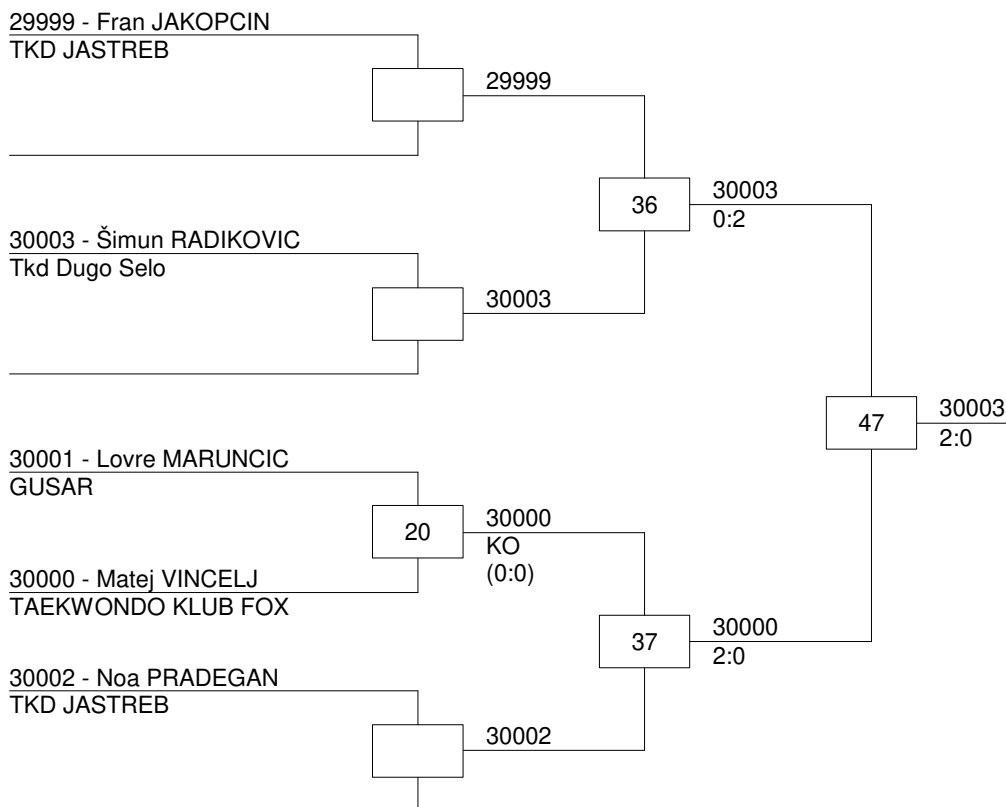 29999 - Fran JAKOPCIN
TKD JASTREB
29999
36
30003
0:2
30003 - Šimun RADIKOVIC
Tkd Dugo Selo
30003
47
30003
2:0
30001 - Lovre MARUNCIC
GUSAR
20
30000
KO
(0:0)
30000 - Matej VINCELJ
TAEKWONDO KLUB FOX
37
30000
2:0
30002 - Noa PRADEGAN
TKD JASTREB
30002